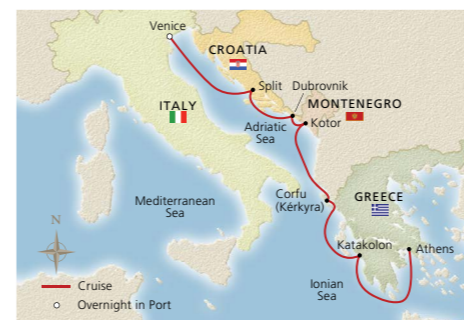 Venice
CROATIA
Split
Dubrovnik
ITALY
MONTENEGRO
Adriatic
Sea
Kotor
Mediterranean
Sea
Corfu
(Kérkyra)
GREECE
N
Katakolon
Athens
Ionian
Sea
Cruise
Overnight in Port